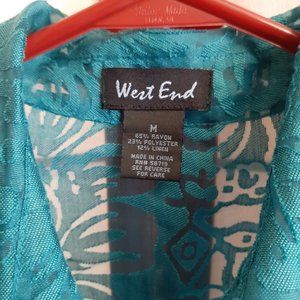 West End
M
65% RAYON
23% POLYESTER
12% LINEN
MADE IN CHINA
RN# 58719
SEE REVERSE
FOR CARE